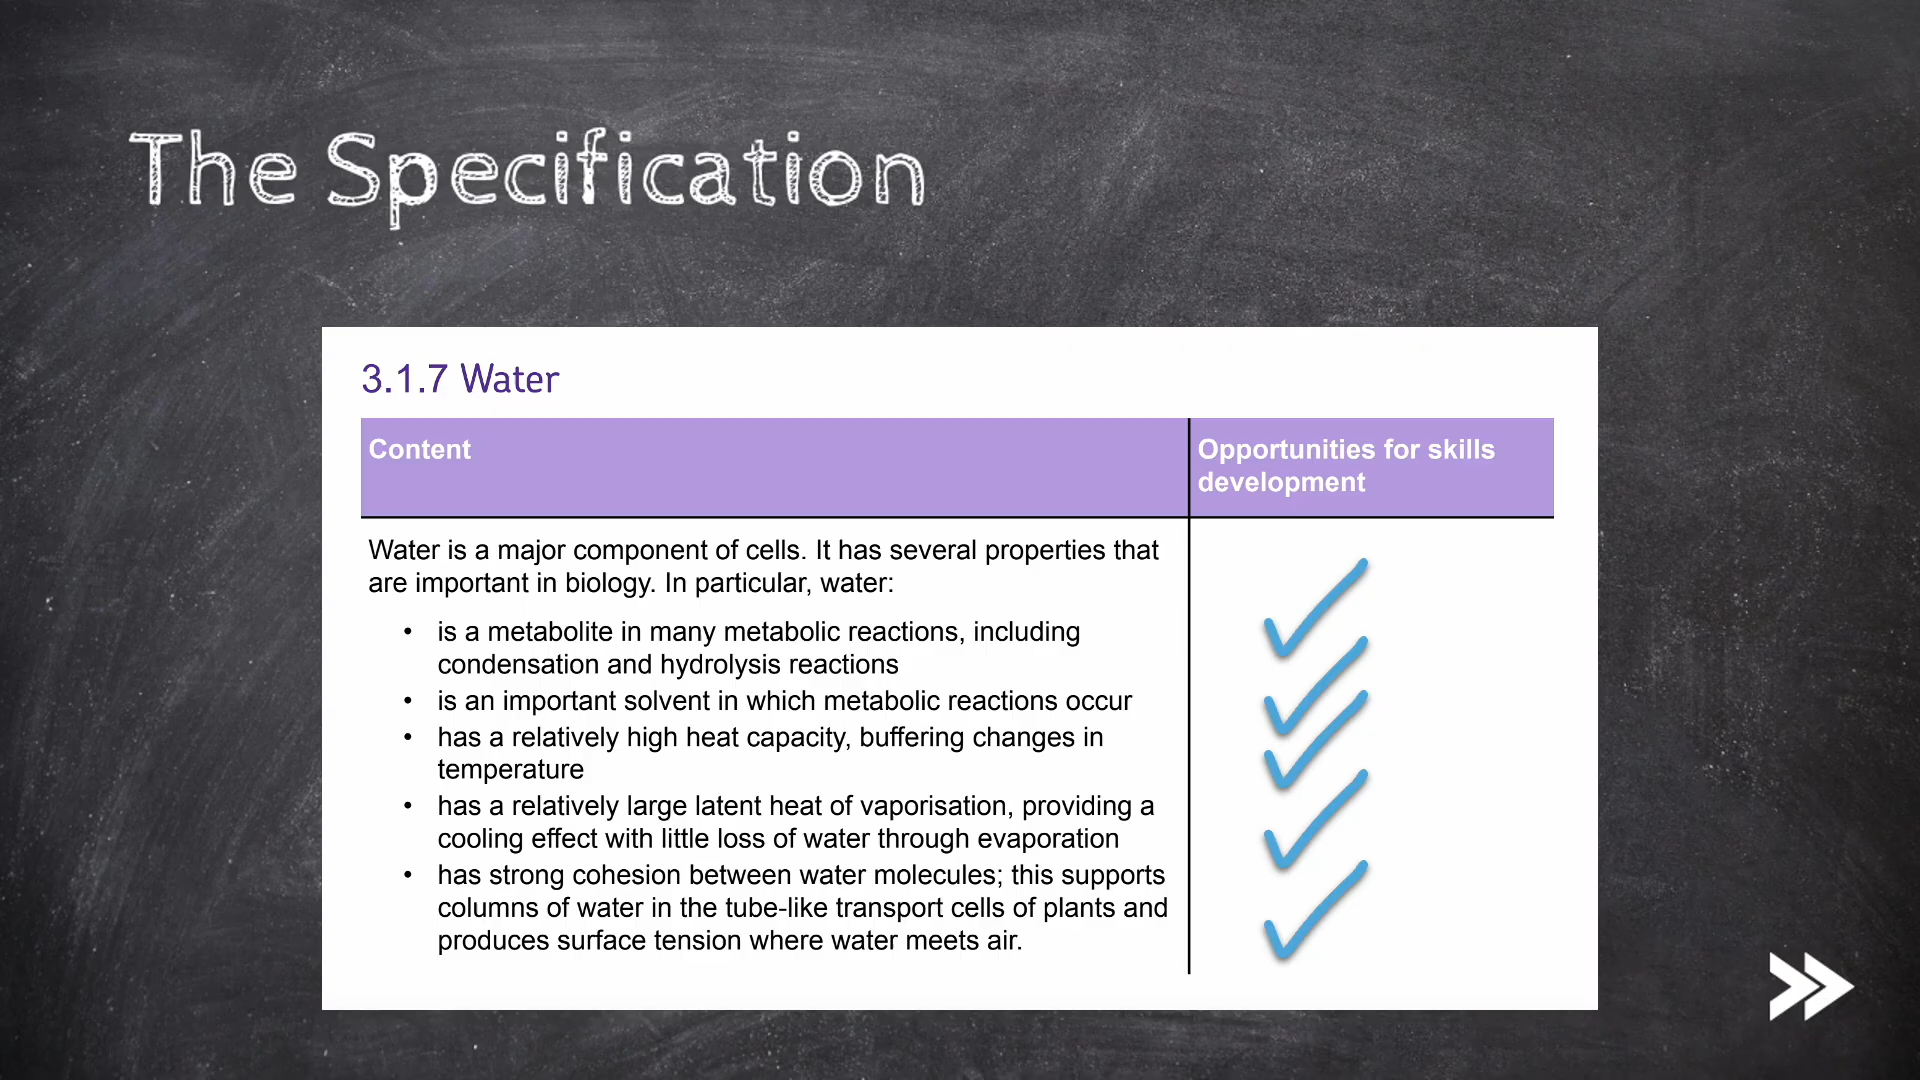 The Specification
3.1.7 Water
Content
Opportunities for skills
development
Water is a major component of cells. It has several properties that
are important in biology. In particular, water:
• is a metabolite in many metabolic reactions, including
condensation and hydrolysis reactions
• is an important solvent in which metabolic reactions occur
• has a relatively high heat capacity, buffering changes in
temperature
• has a relatively large latent heat of vaporisation, providing a
cooling effect with little loss of water through evaporation
• has strong cohesion between water molecules; this supports
columns of water in the tube-like transport cells of plants and
produces surface tension where water meets air.